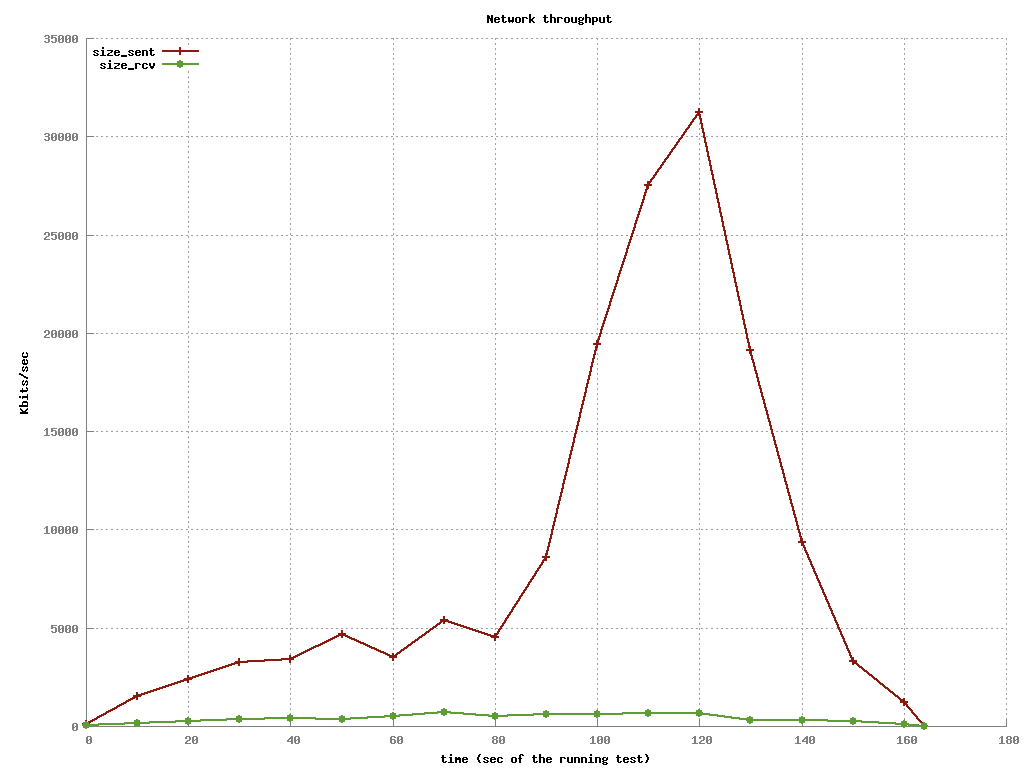 Network throughput
35000
size_sent
size_rcv
30000
25000
20000
Kbits/sec
15000
10000
5000
0
0 20 40 60 80 100 120 140 160 180
time (sec of the running test)